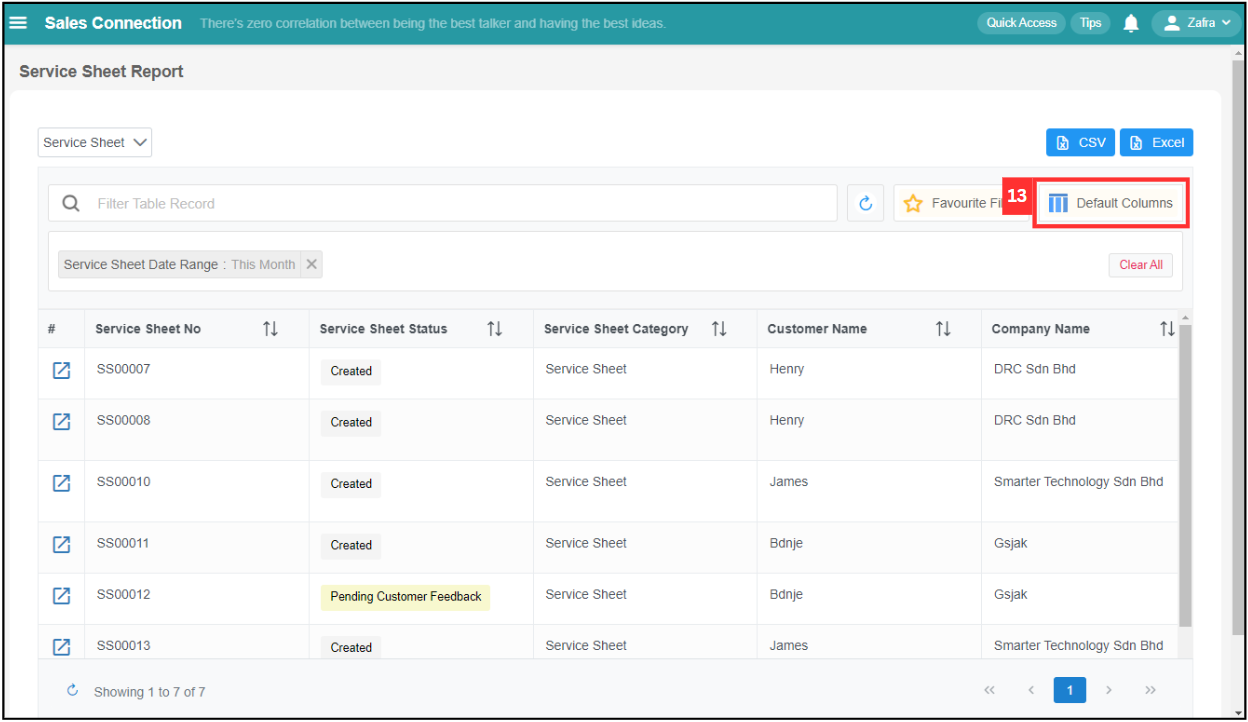 Sales Connection There's zero correlation between being the best talker and having the best ideas. Quick Access Tips Zafra
Service Sheet Report
Service Sheet
CSV Excel
Filter Table Record Favourite Fi 13 Default Columns
Service Sheet Date Range : This Month Clear All
# Service Sheet No Service Sheet Status Service Sheet Category Customer Name Company Name
SS00007 Created Service Sheet Henry DRC Sdn Bhd
SS00008 Created Service Sheet Henry DRC Sdn Bhd
SS00010 Created Service Sheet James Smarter Technology Sdn Bhd
SS00011 Created Service Sheet Bdnje Gsjak
SS00012 Pending Customer Feedback Service Sheet Bdnje Gsjak
SS00013 Created Service Sheet James Smarter Technology Sdn Bhd
Showing 1 to 7 of 7 << < 1 > >>